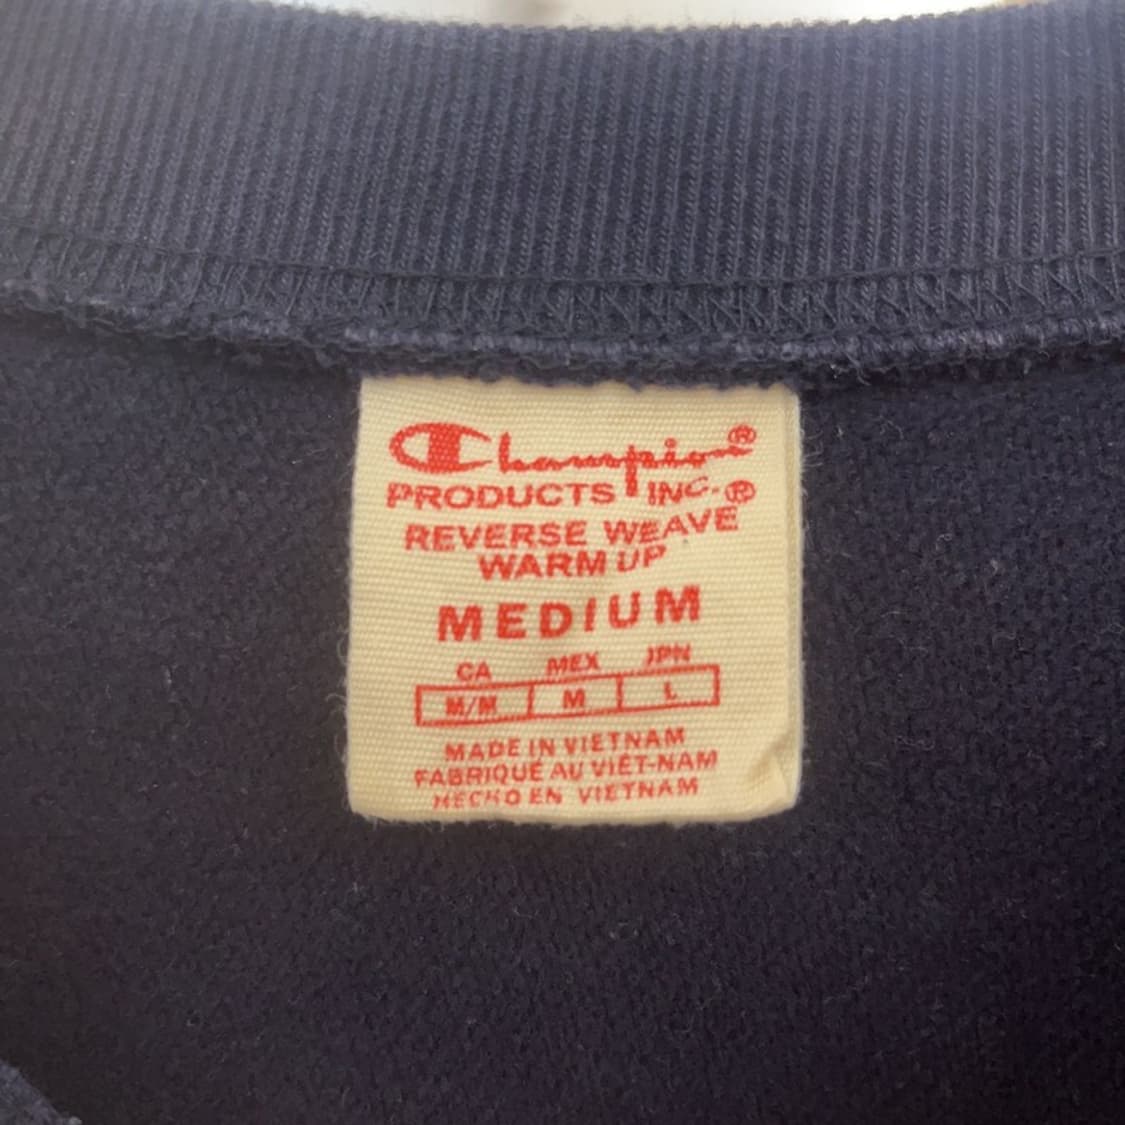 Champion®
PRODUCTS INC.®
REVERSE WEAVE
WARM UP
MEDIUM
CA MEX JPN
M/M M L
MADE IN VIETNAM
FABRIQUÉ AU VIÊT-NAM
HECHO EN VIETNAM